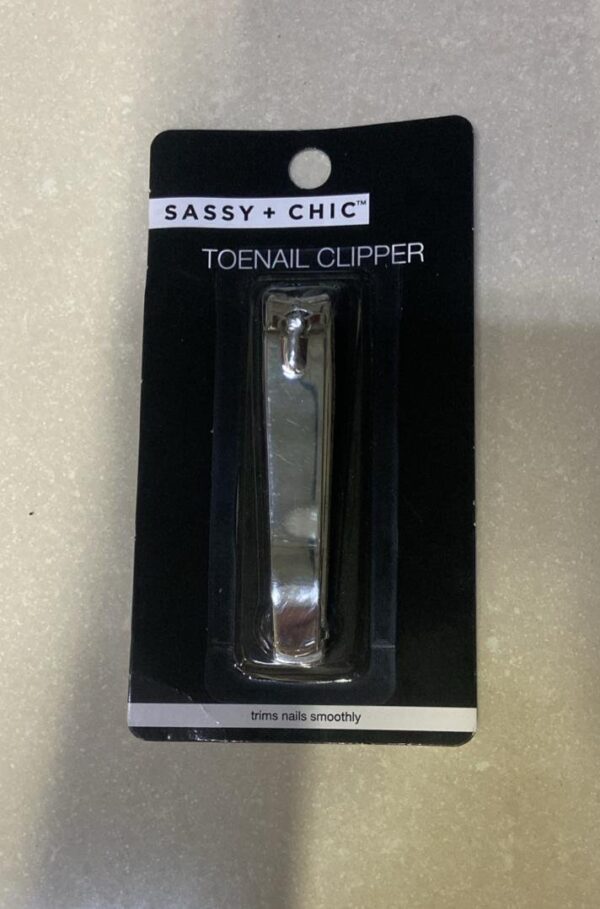 SASSY + CHIC™
TOENAIL CLIPPER
trims nails smoothly